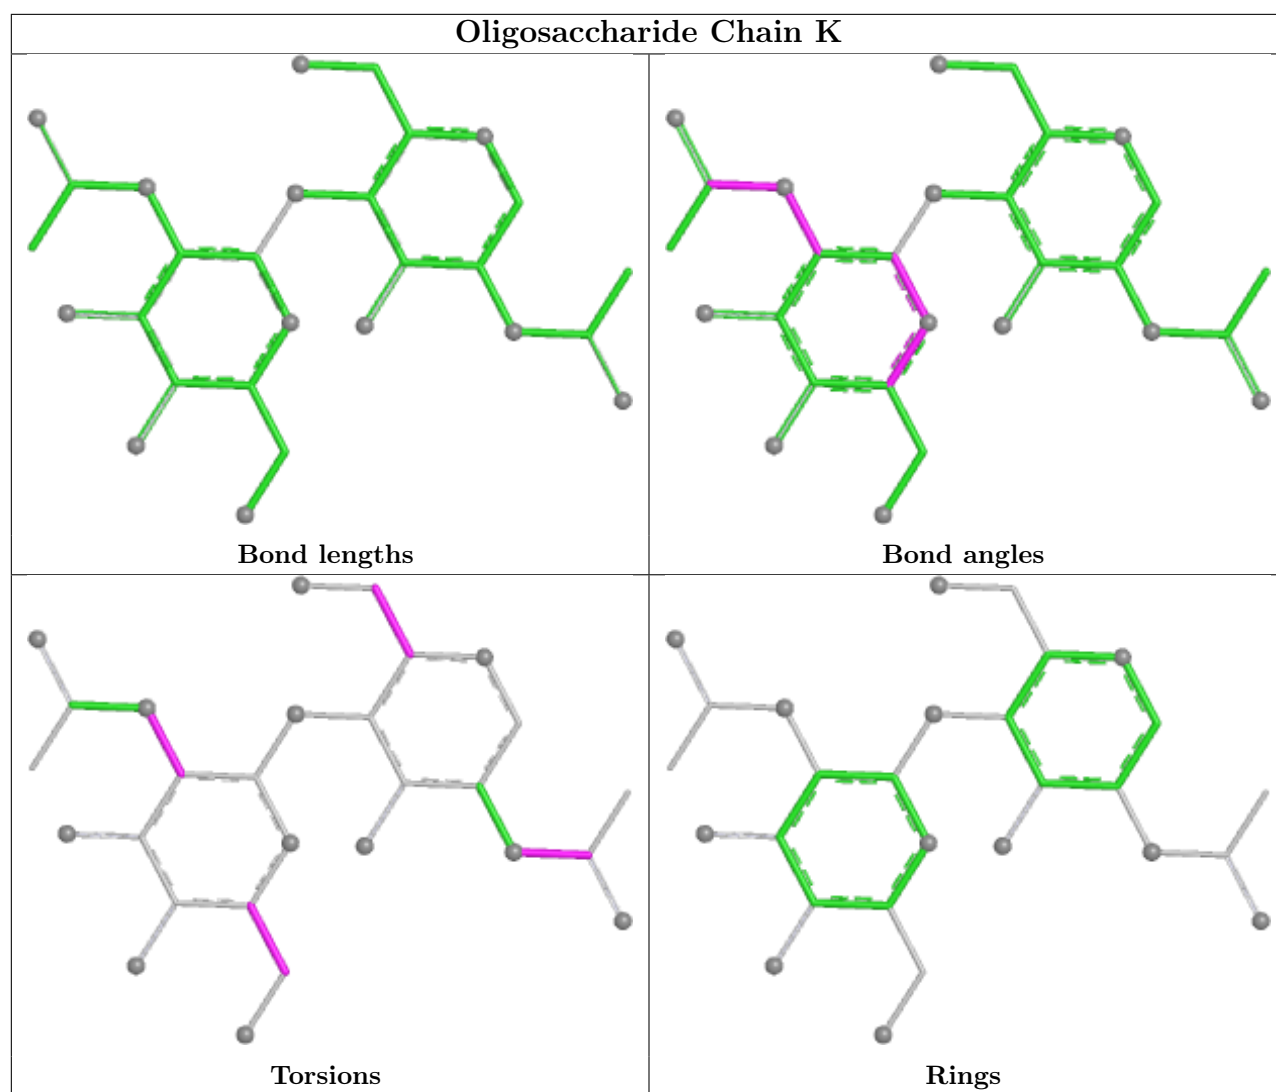 Oligosaccharide Chain K
Bond lengths
Bond angles
Torsions
Rings